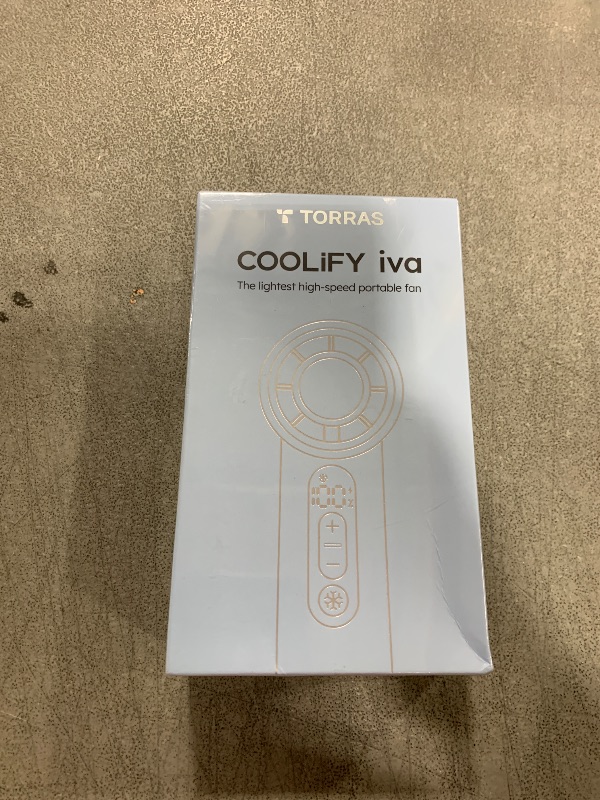 TORRAS
COOLiFY iva
The lightest high-speed portable fan
100%